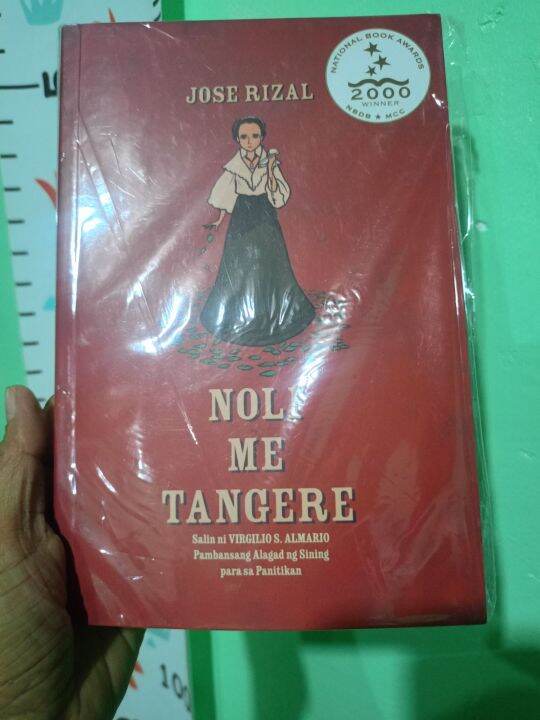 NATIONAL BOOK AWARDS
2000
WINNER
NBDB ★ MCC
JOSE RIZAL
NOLI
ME
TANGERE
Salin ni VIRGILIO S. ALMARIO
Pambansang Alagad ng Sining
para sa Panitikan
100